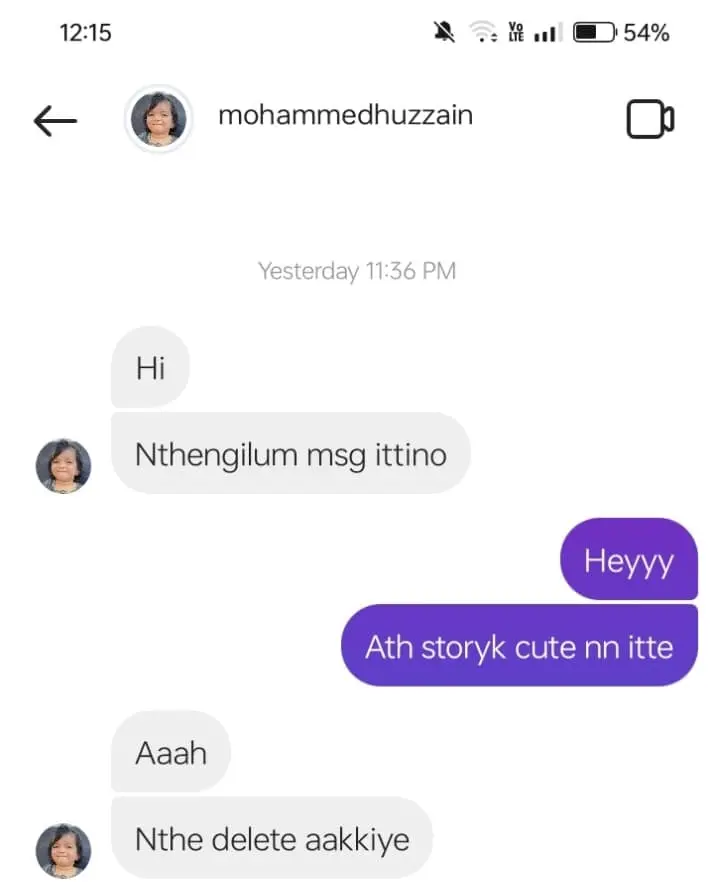 12:15
Vo
LTE
54%
mohammedhuzzain
Yesterday 11:36 PM
Hi
Nthengilum msg ittino
Heyyy
Ath storyk cute nn itte
Aaah
Nthe delete aakkiye